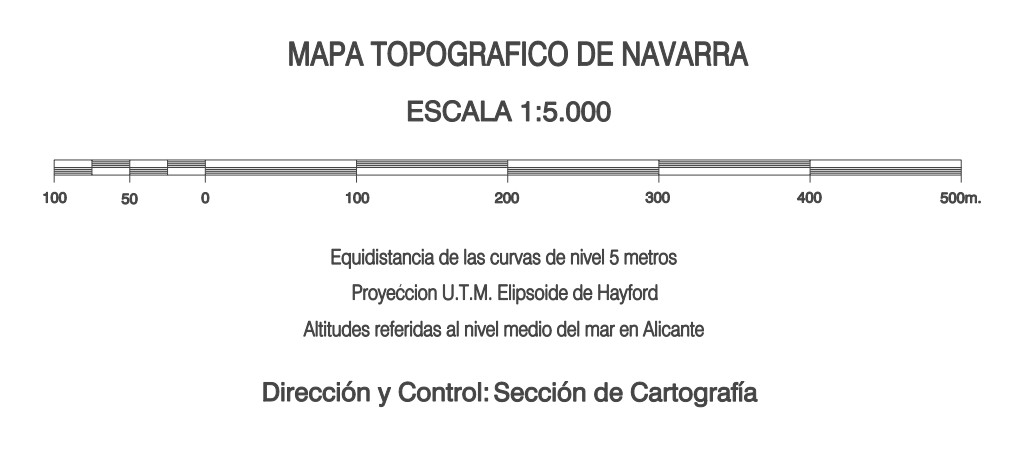 MAPA TOPOGRAFICO DE NAVARRA
ESCALA 1:5.000
100 50 0 100 200 300 400 500m.
Equidistancia de las curvas de nivel 5 metros
Proyeććion U.T.M. Elipsoide de Hayford
Altitudes referidas al nivel medio del mar en Alicante
Dirección y Control: Sección de Cartografía